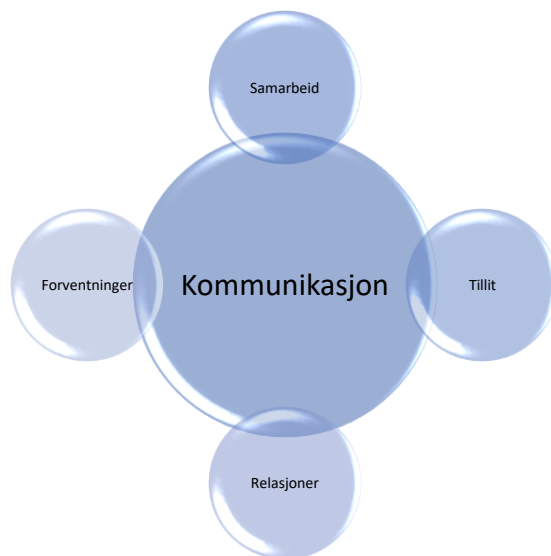 Samarbeid
Forventninger
Kommunikasjon
Tillit
Relasjoner